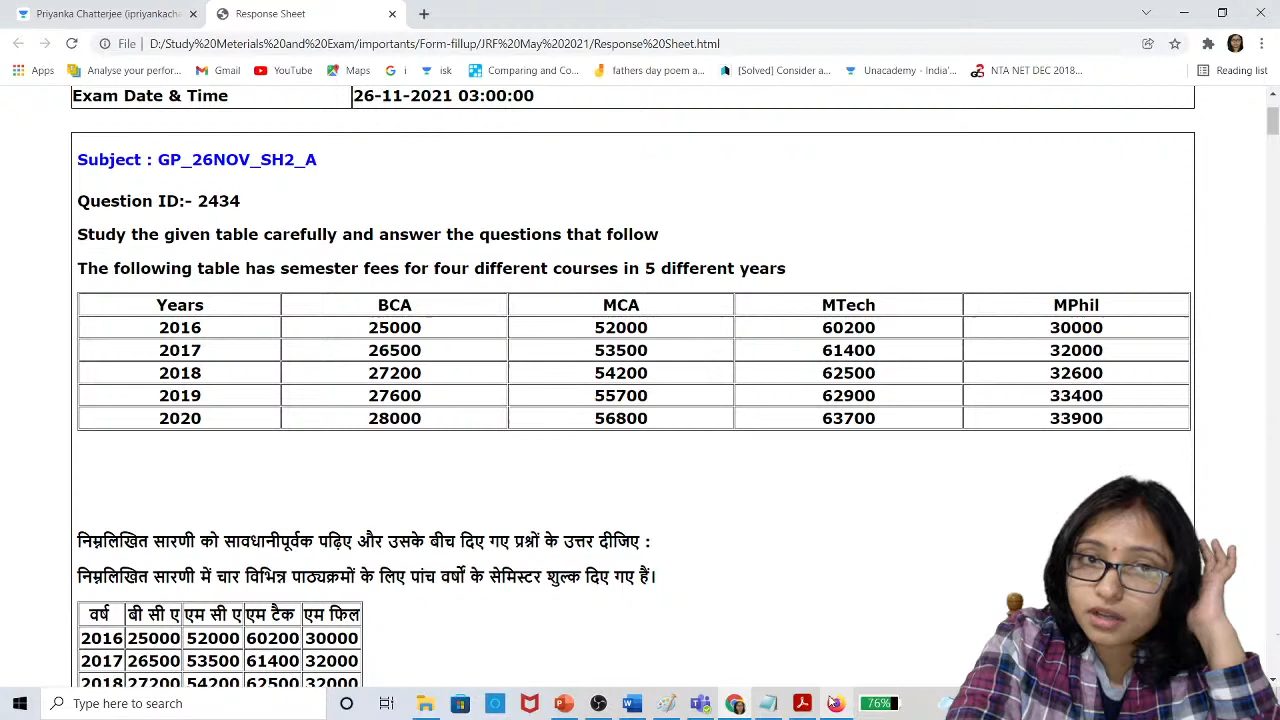 Priyanka Chatterjee (ipriyankacha
Response Sheet
File D:/Study%20Meterials%20and%20Exam/importants/Form-fillup/JRF%20May%202021/Response%20Sheet.html
Apps Analyse your perfor... Gmail YouTube Maps i isk Comparing and Co... fathers day poem a... [Solved] Consider a... Unacademy - India'... NTA NET DEC 2018... Reading list
Exam Date & Time 26-11-2021 03:00:00
Subject : GP_26NOV_SH2_A
Question ID:- 2434
Study the given table carefully and answer the questions that follow
The following table has semester fees for four different courses in 5 different years
Years BCA MCA MTech MPhil
2016 25000 52000 60200 30000
2017 26500 53500 61400 32000
2018 27200 54200 62500 32600
2019 27600 55700 62900 33400
2020 28000 56800 63700 33900
निम्नलिखित सारणी को सावधानीपूर्वक पढ़िए और उसके बीच दिए गए प्रश्नों के उत्तर दीजिए :
निम्नलिखित सारणी में चार विभिन्न पाठ्यक्रमों के लिए पांच वर्षों के सेमिस्टर शुल्क दिए गए हैं।
वर्ष बी सी ए एम सी ए एम टैक एम फिल
2016 25000 52000 60200 30000
2017 26500 53500 61400 32000
2018 27200 54200 62500 32000
Type here to search 76%